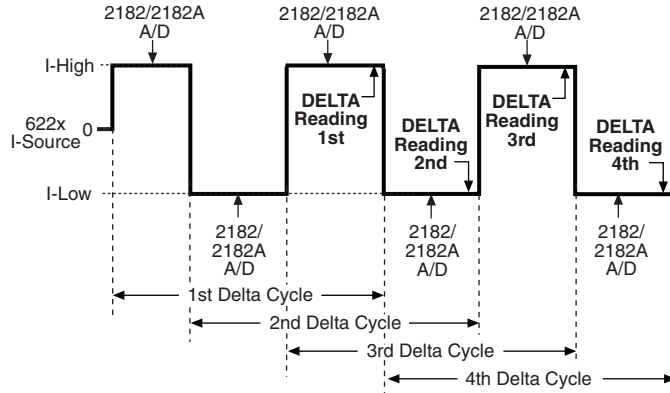 2182/2182A
A/D
2182/2182A
A/D
2182/2182A
A/D
I-High
622x
I-Source
0
DELTA
Reading
1st
DELTA
Reading
2nd
DELTA
Reading
3rd
DELTA
Reading
4th
I-Low
2182/
2182A
A/D
2182/
2182A
A/D
2182/
2182A
A/D
1st Delta Cycle
2nd Delta Cycle
3rd Delta Cycle
4th Delta Cycle